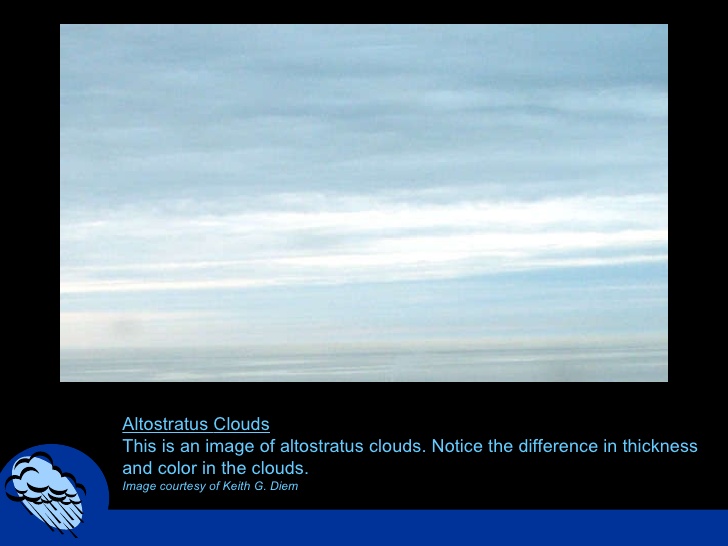 Altostratus Clouds
This is an image of altostratus clouds. Notice the difference in thickness
and color in the clouds.
Image courtesy of Keith G. Diem